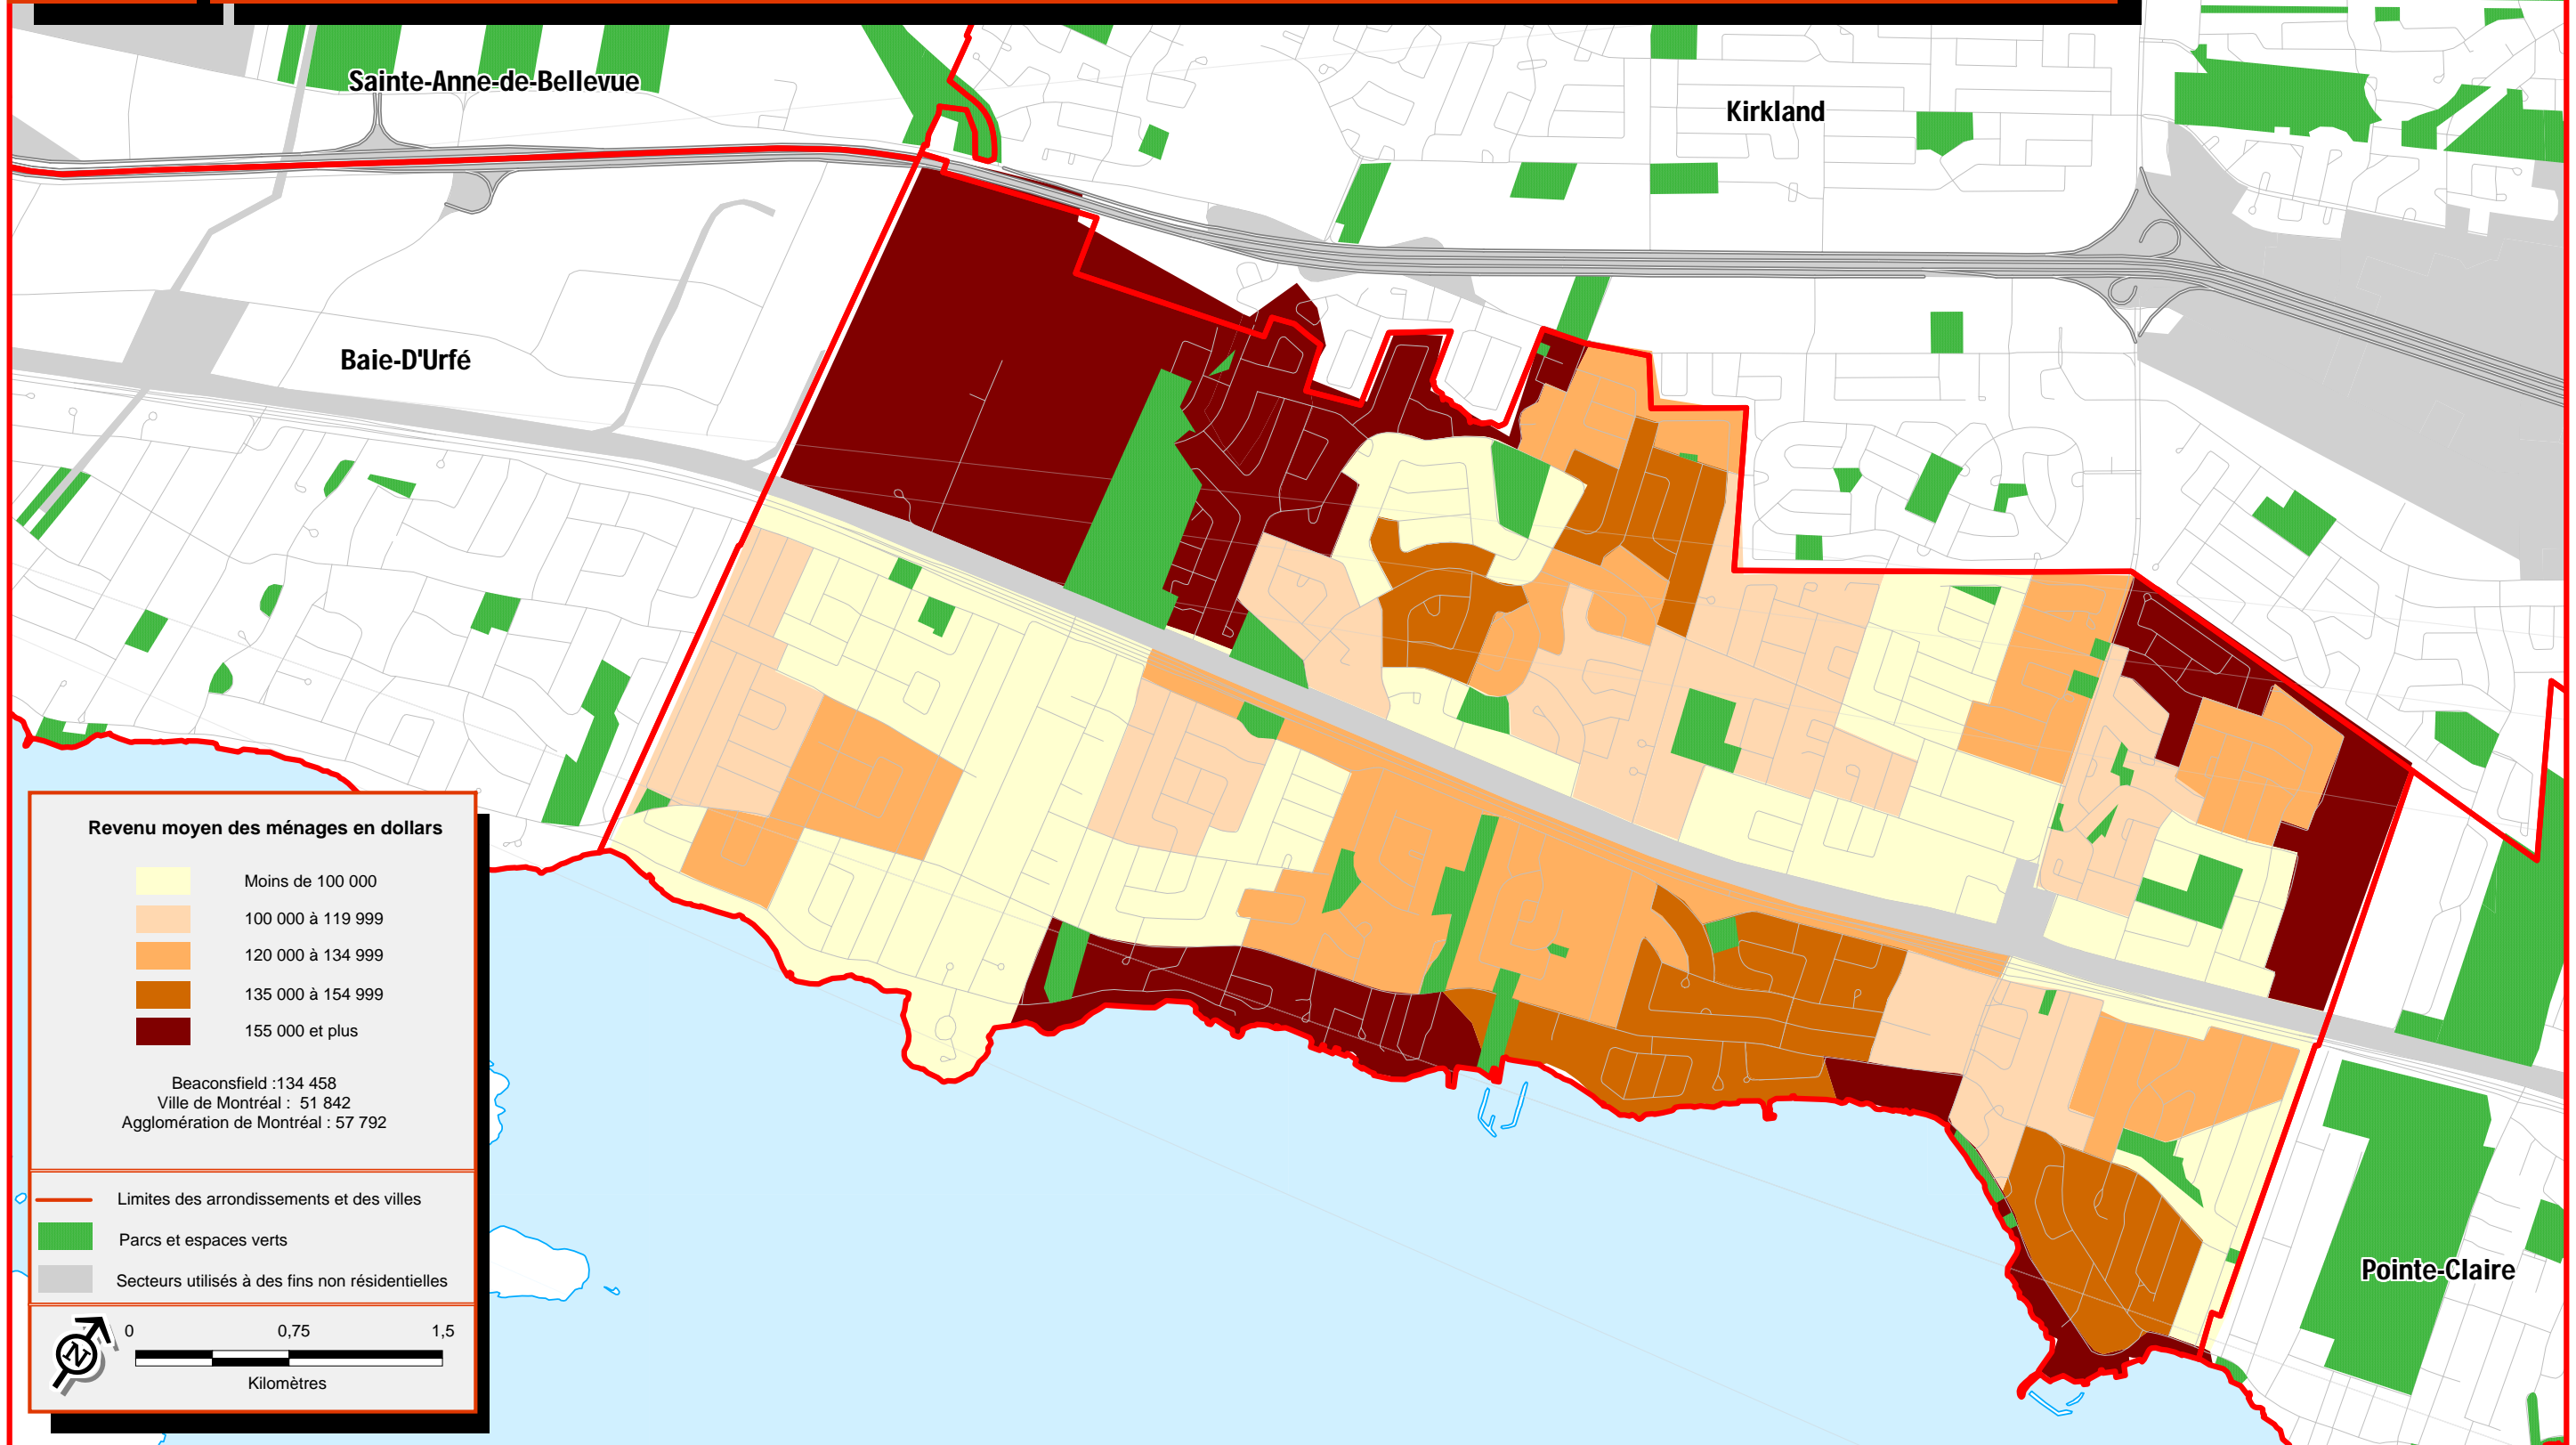 Sainte-Anne-de-Bellevue
Kirkland
Baie-D'Urfé
Pointe-Claire
Revenu moyen des ménages en dollars
Moins de 100 000
100 000 à 119 999
120 000 à 134 999
135 000 à 154 999
155 000 et plus
Beaconsfield :134 458
Ville de Montréal : 51 842
Agglomération de Montréal : 57 792
Limites des arrondissements et des villes
Parcs et espaces verts
Secteurs utilisés à des fins non résidentielles
N
0 0,75 1,5
Kilomètres